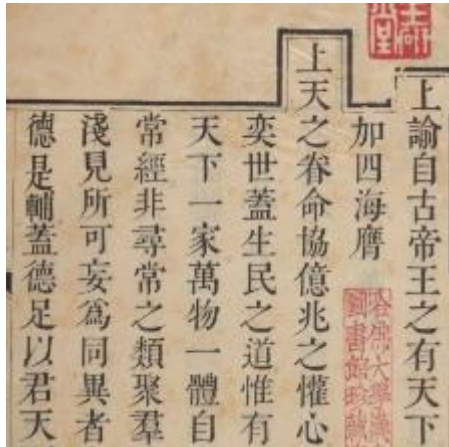 上諭自古帝王之有天下
加四海膺
上天之眷命協億兆之懽心
奕世蓋生民之道惟有
天下一家萬物一體自
常經非尋常之類聚羣
淺見所可妄為同異者
德是輔蓋德足以君天